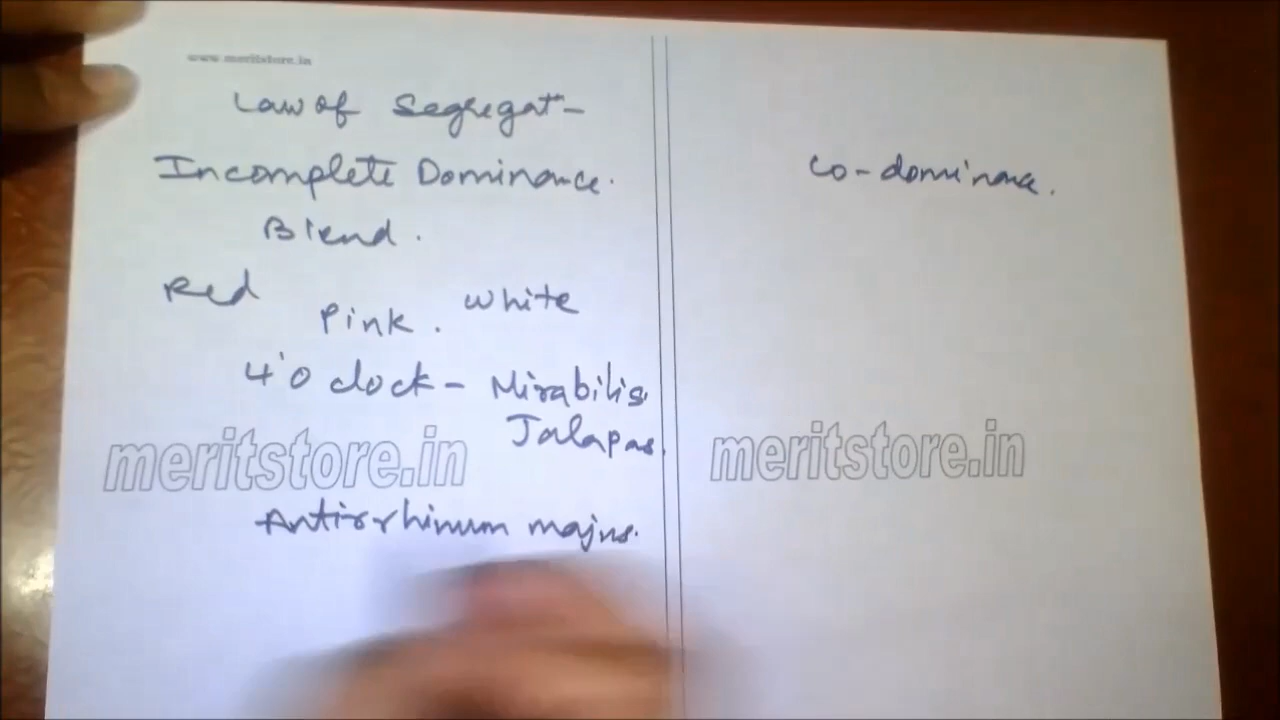 www.meritstore.in
Law of Segregat-
Incomplete Dominance.
Blend.
Red
Pink. white
4'o clock - Mirabilis
Jalapas.
meritstore.in
Antirrhinum majus.
co-dominance.
meritstore.in